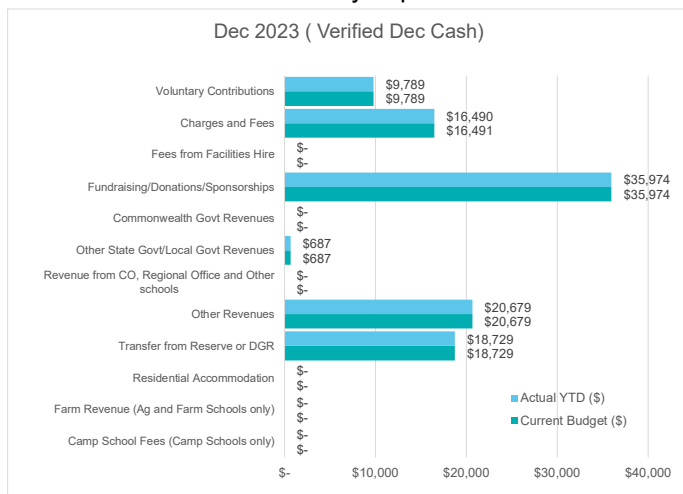 Dec 2023 ( Verified Dec Cash)
Voluntary Contributions
$9,789
$9,789
Charges and Fees
$16,490
$16,491
Fees from Facilities Hire
$-
$-
Fundraising/Donations/Sponsorships
$35,974
$35,974
Commonwealth Govt Revenues
$-
$-
Other State Govt/Local Govt Revenues
$687
$687
Revenue from CO, Regional Office and Other
schools
$-
$-
Other Revenues
$20,679
$20,679
Transfer from Reserve or DGR
$18,729
$18,729
Residential Accommodation
$-
$-
Farm Revenue (Ag and Farm Schools only)
$-
$-
Camp School Fees (Camp Schools only)
$-
$-
Actual YTD ($)
Current Budget ($)
$- $10,000 $20,000 $30,000 $40,000